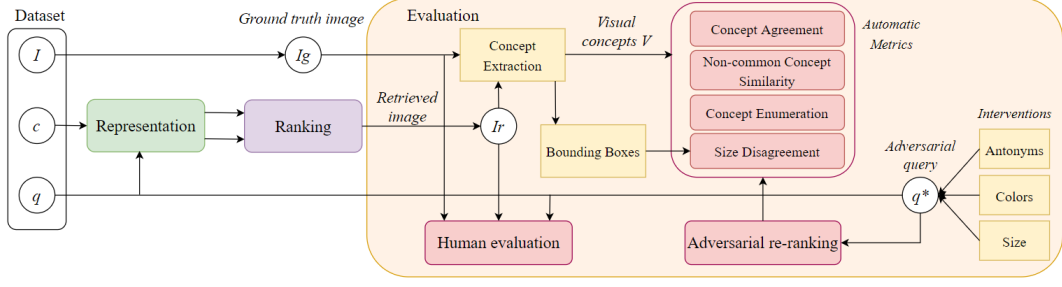 Dataset
I
c
q
Ground truth image
Ig
Representation
Ranking
Retrieved
image
Evaluation
Concept
Extraction
Visual
concepts V
Ir
Bounding Boxes
Concept Agreement
Non-common Concept
Similarity
Concept Enumeration
Size Disagreement
Automatic
Metrics
Human evaluation
Adversarial re-ranking
Adversarial
query
q*
Interventions
Antonyms
Colors
Size